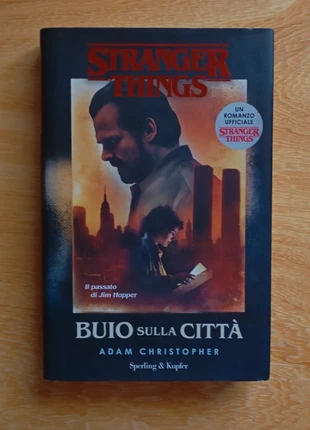 STRANGER
THINGS
UN
ROMANZO
UFFICIALE
STRANGER
THINGS
Il passato
di Jim Hopper
BUIO SULLA CITTÀ
ADAM CHRISTOPHER
Sperling & Kupfer